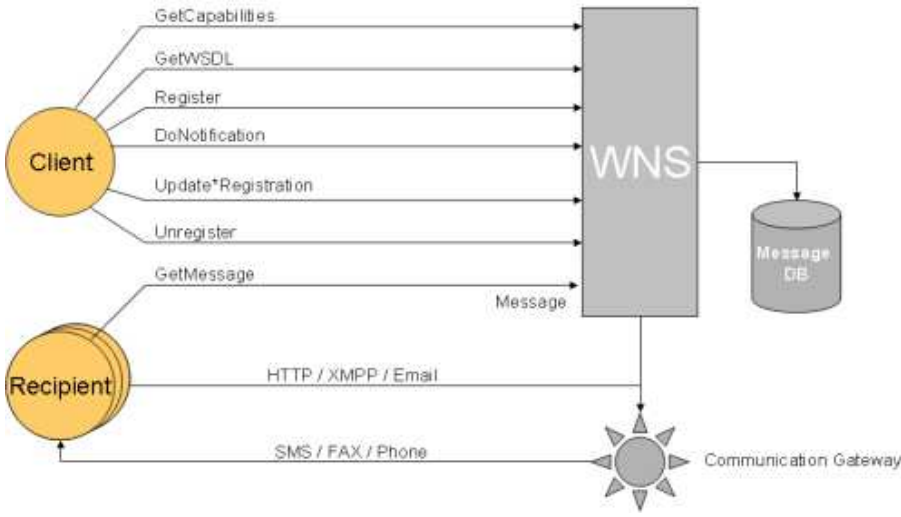 GetCapabilities
GetWSDL
Register
DoNotification
Client
WNS
Update*Registration
Unregister
Message
DB
GetMessage
Message
Recipient
HTTP / XMPP / Email
SMS / FAX / Phone
Communication Gateway